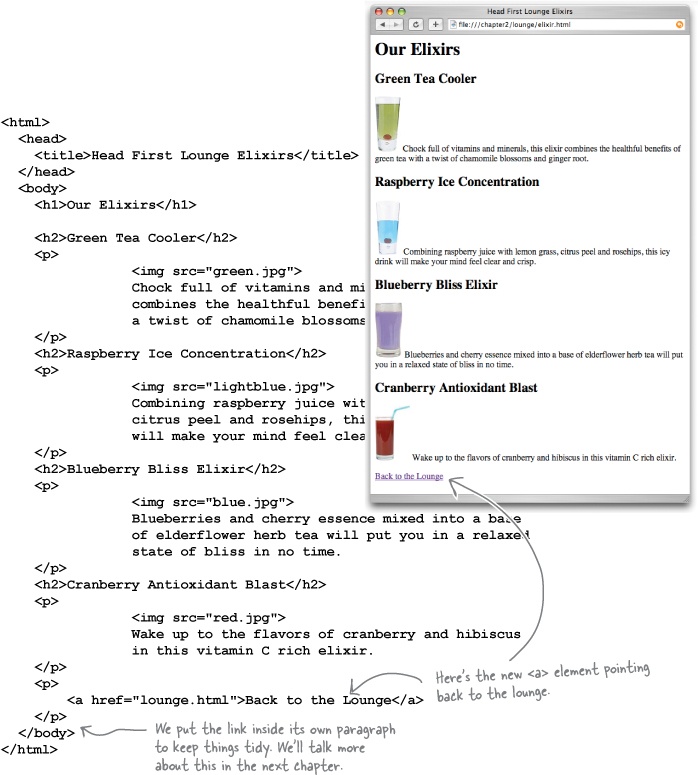 Head First Lounge Elixirs
file:///chapter2/lounge/elixir.html
Our Elixirs
Green Tea Cooler
Chock full of vitamins and minerals, this elixir combines the healthful benefits of
green tea with a twist of chamomile blossoms and ginger root.
Raspberry Ice Concentration
Combining raspberry juice with lemon grass, citrus peel and rosehips, this icy
drink will make your mind feel clear and crisp.
Blueberry Bliss Elixir
Blueberries and cherry essence mixed into a base of elderflower herb tea will put
you in a relaxed state of bliss in no time.
Cranberry Antioxidant Blast
Wake up to the flavors of cranberry and hibiscus in this vitamin C rich elixir.
Back to the Lounge
<html>
<head>
<title>Head First Lounge Elixirs</title>
</head>
<body>
<h1>Our Elixirs</h1>
<h2>Green Tea Cooler</h2>
<p>
<img src="green.jpg">
Chock full of vitamins and mi
combines the healthful benefi
a twist of chamomile blossoms
</p>
<h2>Raspberry Ice Concentration</h2>
<p>
<img src="lightblue.jpg">
Combining raspberry juice wit
citrus peel and rosehips, thi
will make your mind feel clea
</p>
<h2>Blueberry Bliss Elixir</h2>
<p>
<img src="blue.jpg">
Blueberries and cherry essence mixed into a base
of elderflower herb tea will put you in a relaxed
state of bliss in no time.
</p>
<h2>Cranberry Antioxidant Blast</h2>
<p>
<img src="red.jpg">
Wake up to the flavors of cranberry and hibiscus
in this vitamin C rich elixir.
</p>
<p>
<a href="lounge.html">Back to the Lounge</a>
</p>
</body>
</html>
Here's the new <a> element pointing
back to the lounge.
We put the link inside its own paragraph
to keep things tidy. We'll talk more
about this in the next chapter.